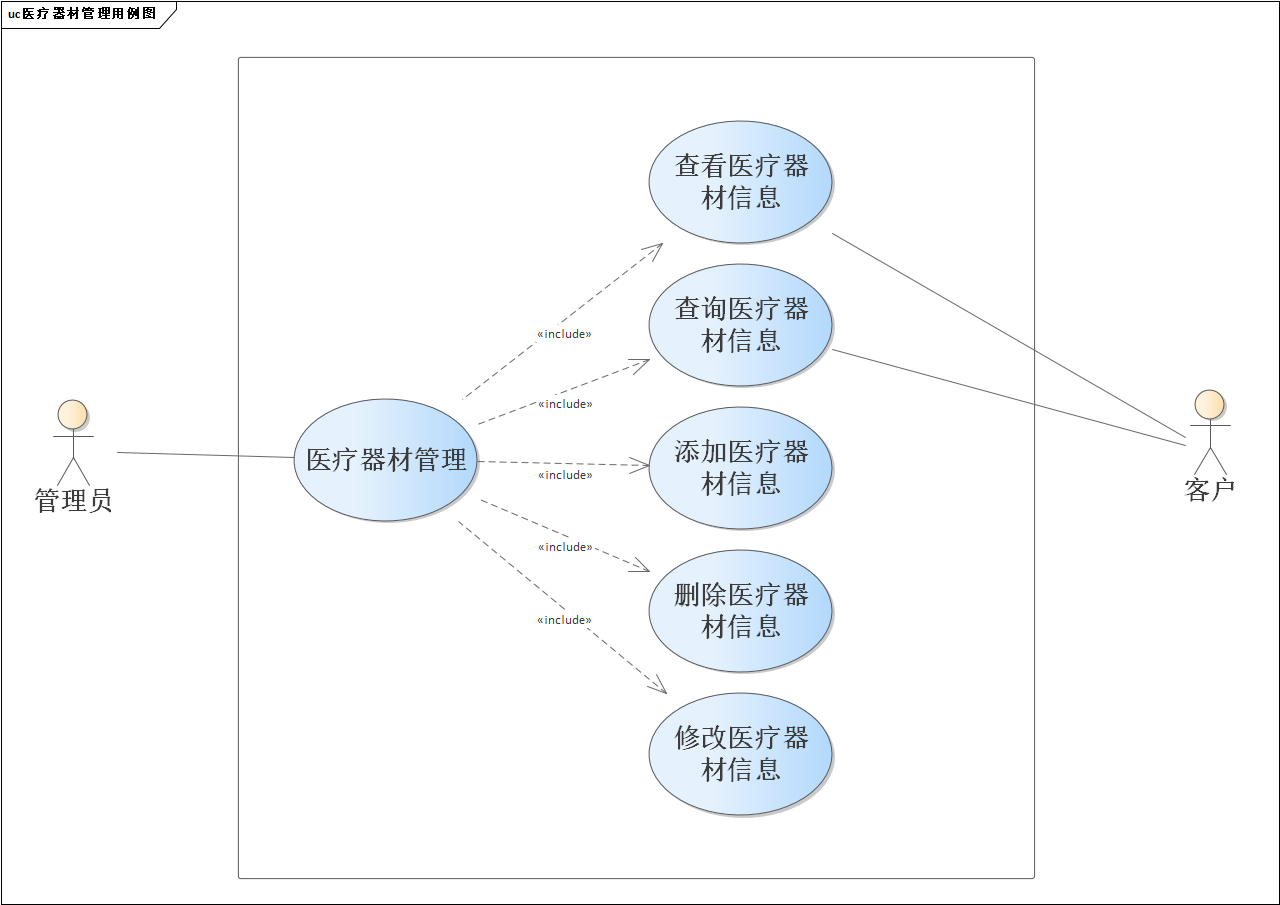 uc医疗器材管理用例图
查看医疗器
材信息
«include»
查询医疗器
材信息
«include»
管理员
医疗器材管理
«include»
添加医疗器
材信息
客户
«include»
删除医疗器
材信息
«include»
修改医疗器
材信息